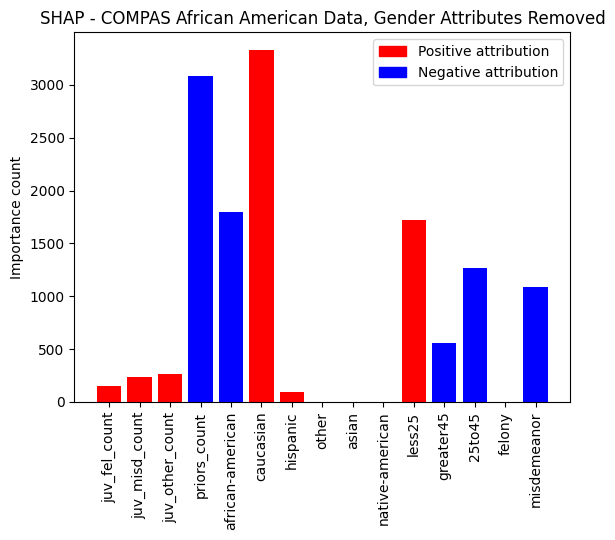 SHAP - COMPAS African American Data, Gender Attributes Removed
Positive attribution
Negative attribution
Importance count
3000
2500
2000
1500
1000
500
0
juv_fel_count
juv_misd_count
juv_other_count
priors_count
african-american
caucasian
hispanic
other
asian
native-american
less25
greater45
25to45
felony
misdemeanor